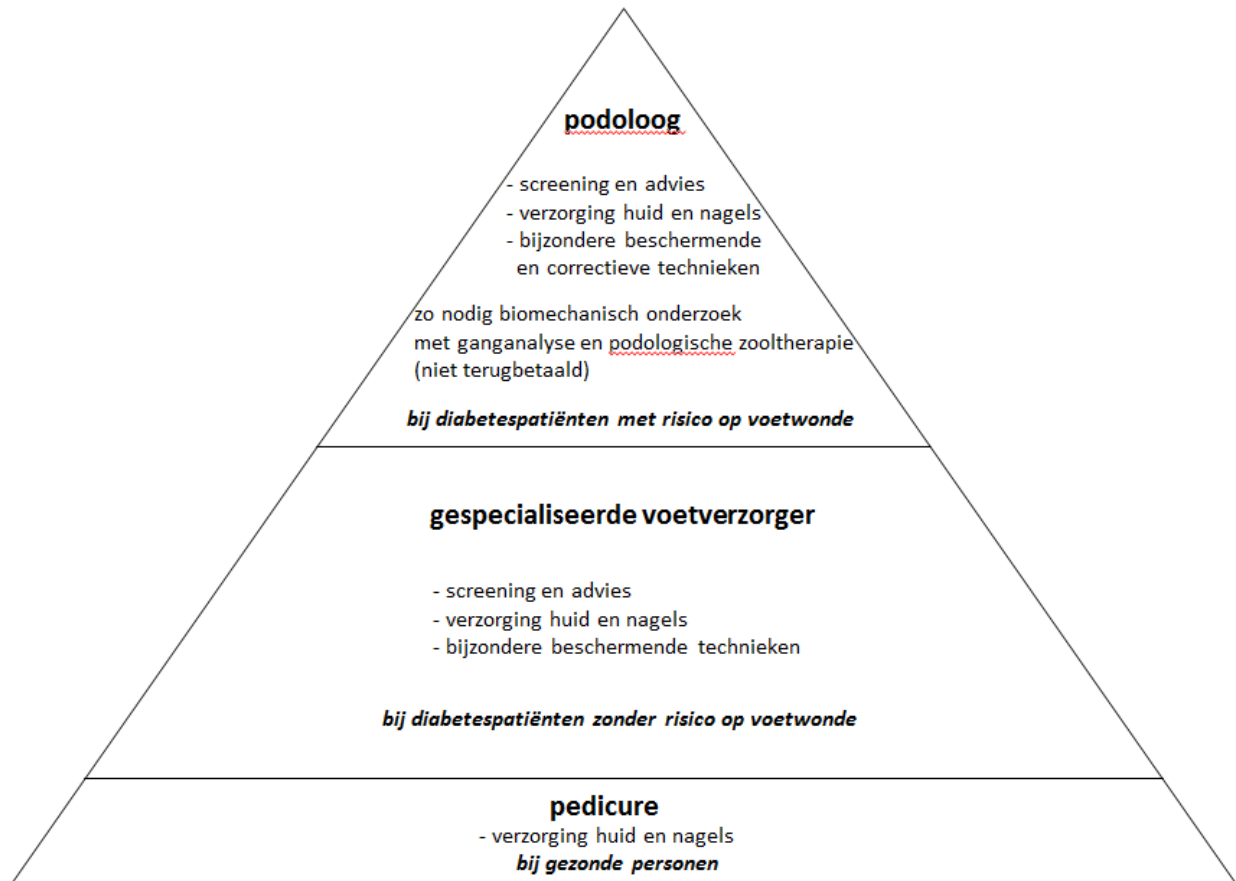 podoloog
- screening en advies
- verzorging huid en nagels
- bijzondere beschermende
en correctieve technieken
zo nodig biomechanisch onderzoek
met ganganalyse en podologische zooltherapie
(niet terugbetaald)
bij diabetespatiënten met risico op voetwonde
gespecialiseerde voetverzorger
- screening en advies
- verzorging huid en nagels
- bijzondere beschermende technieken
bij diabetespatiënten zonder risico op voetwonde
pedicure
- verzorging huid en nagels
bij gezonde personen